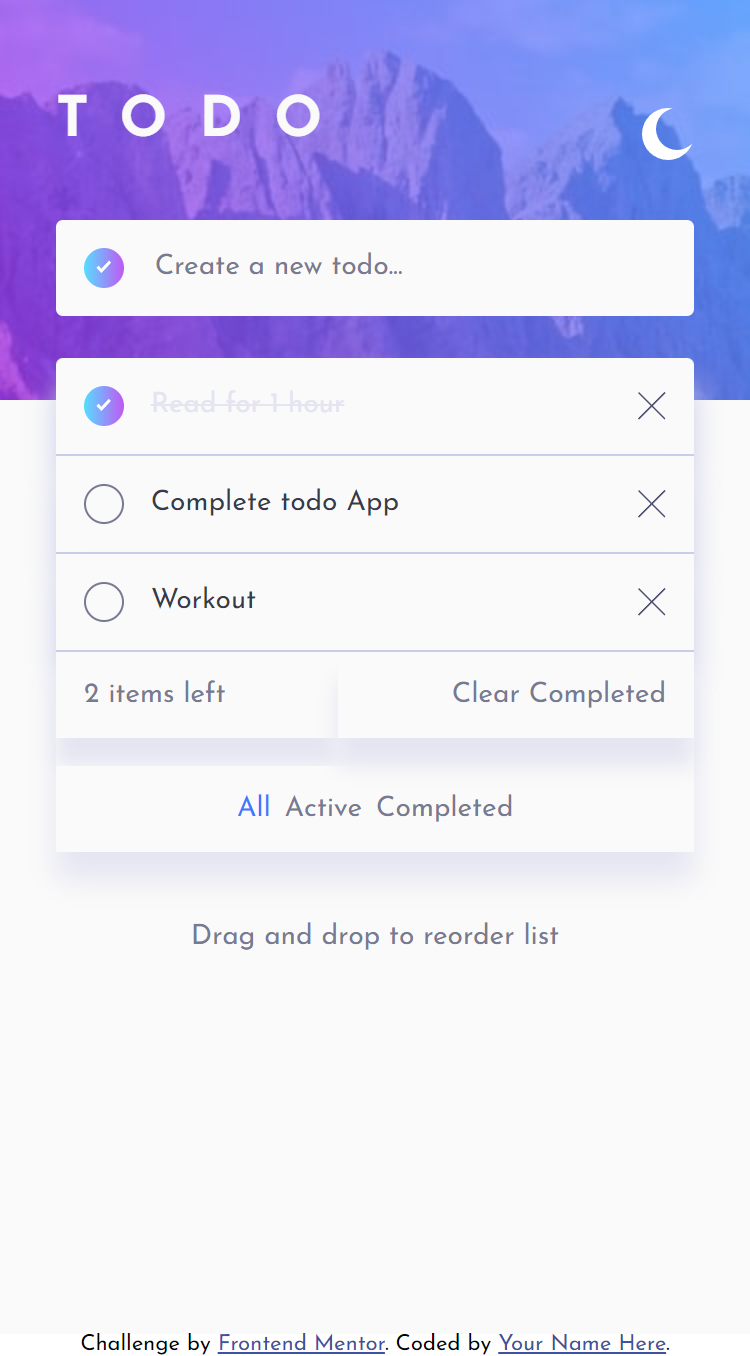 TODO
Create a new todo...
Read for 1 hour
Complete todo App
Workout
2 items left Clear Completed
All Active Completed
Drag and drop to reorder list
Challenge by Frontend Mentor. Coded by Your Name Here.